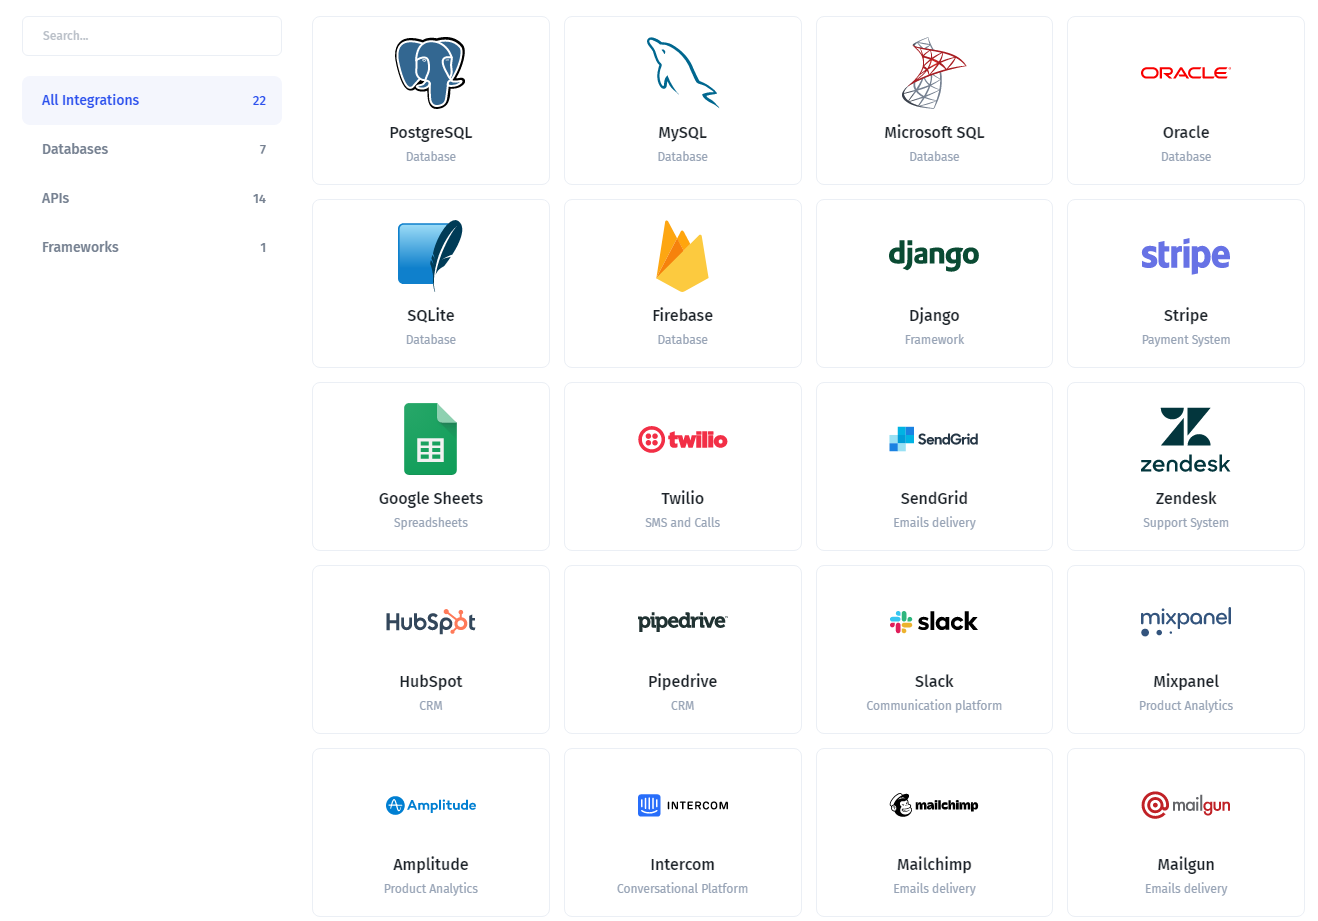 Search...
All Integrations 22
Databases 7
APIs 14
Frameworks 1
PostgreSQL
Database
MySQL
Database
Microsoft SQL
Database
ORACLE
Oracle
Database
SQLite
Database
Firebase
Database
django
Django
Framework
stripe
Stripe
Payment System
Google Sheets
Spreadsheets
twilio
Twilio
SMS and Calls
SendGrid
SendGrid
Emails delivery
zendesk
Zendesk
Support System
HubSpot
HubSpot
CRM
pipedrive
Pipedrive
CRM
slack
Slack
Communication platform
mixpanel
Mixpanel
Product Analytics
Amplitude
Amplitude
Product Analytics
INTERCOM
Intercom
Conversational Platform
mailchimp
Mailchimp
Emails delivery
mailgun
Mailgun
Emails delivery